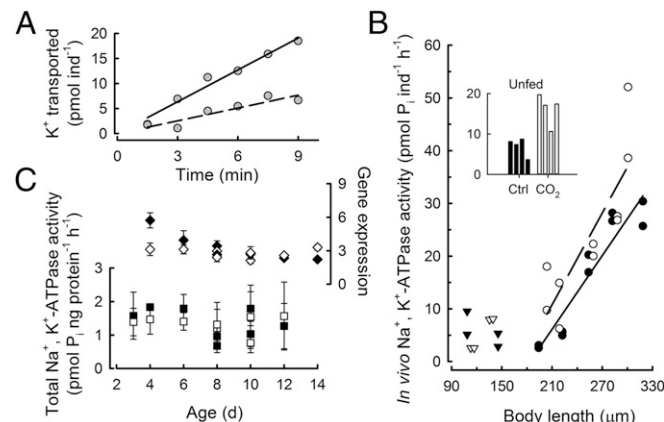 A
K⁺ transported
(pmol ind⁻¹)
20
10
0
0 3 6 9
Time (min)
C
Total Na⁺, K⁺-ATPase activity
(pmol Pᵢ ng protein⁻¹ h⁻¹)
3
2
1
0
2 4 6 8 10 12 14
Age (d)
Gene expression
9
6
3
0
B
In vivo Na⁺, K⁺-ATPase activity (pmol Pᵢ ind⁻¹ h⁻¹)
60
50
40
30
20
10
0
90 150 210 270 330
Body length (μm)
Unfed
20
10
0
Ctrl CO₂